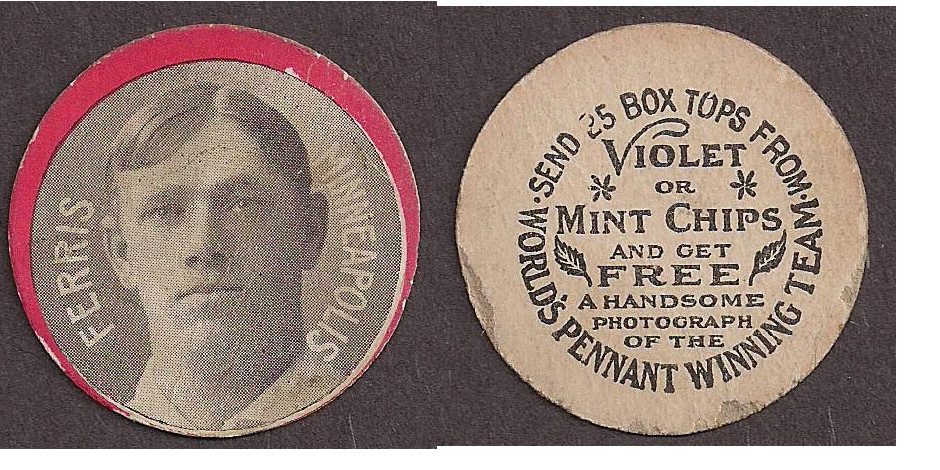 FERRIS
MINNEAPOLIS
SEND 25 BOX TOPS FROM
VIOLET
OR
MINT CHIPS
AND GET
FREE
A HANDSOME
PHOTOGRAPH
OF THE
WORLD'S PENNANT WINNING TEAM